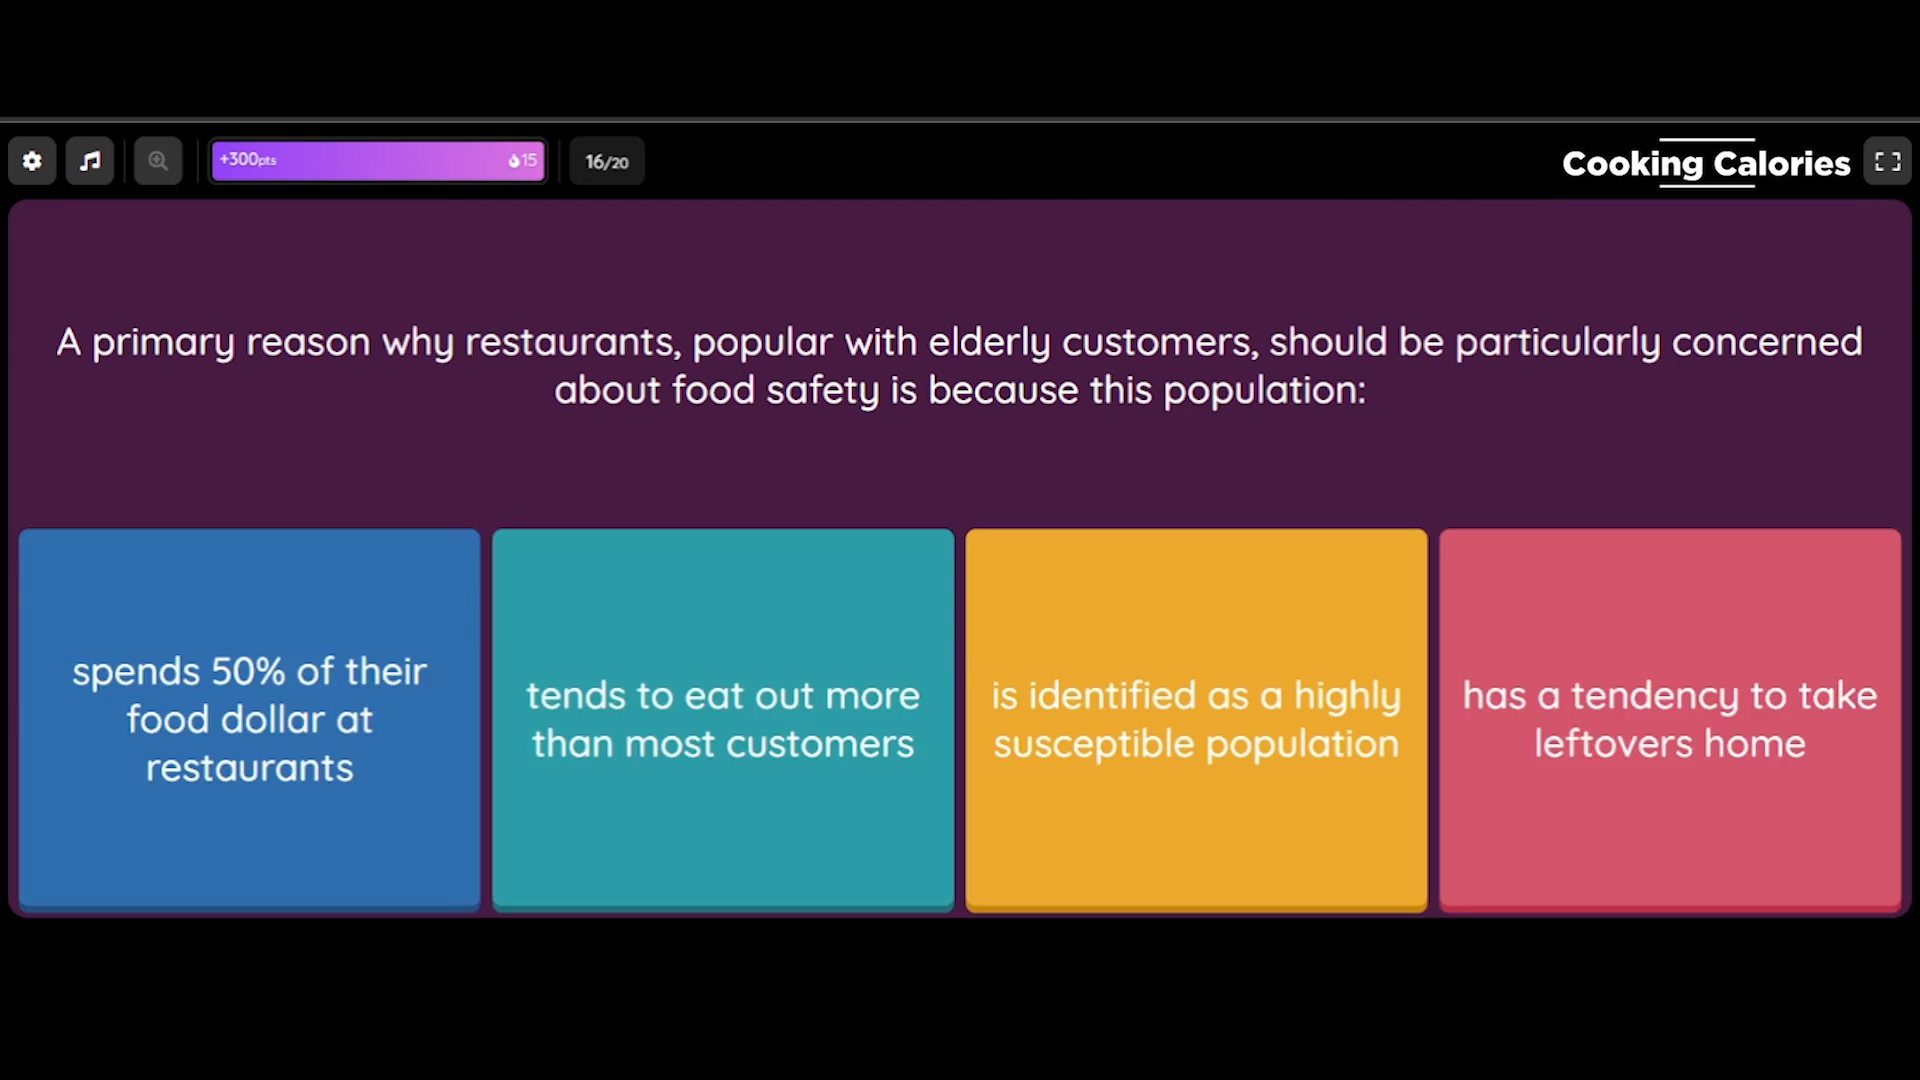 +300pts
15
16/20
Cooking Calories
A primary reason why restaurants, popular with elderly customers, should be particularly concerned
about food safety is because this population:
spends 50% of their
food dollar at
restaurants
tends to eat out more
than most customers
is identified as a highly
susceptible population
has a tendency to take
leftovers home